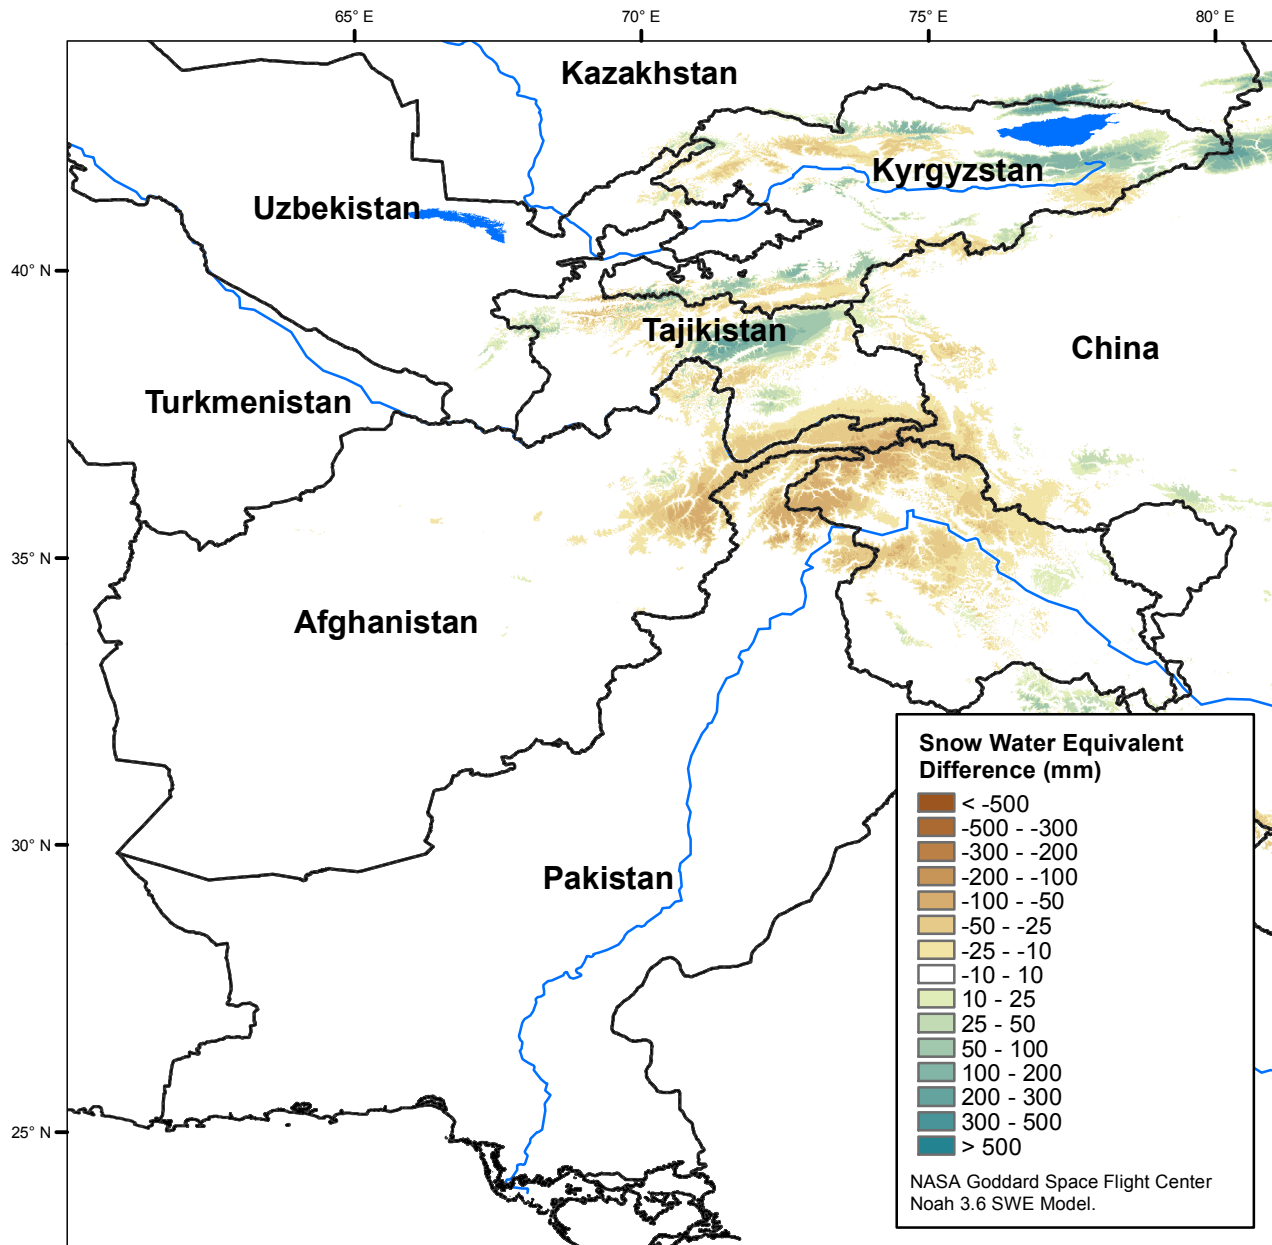 65° E
70° E
75° E
80° E
Kazakhstan
Kyrgyzstan
Uzbekistan
40° N
Tajikistan
China
Turkmenistan
35° N
Afghanistan
30° N
Pakistan
25° N
Snow Water Equivalent
Difference (mm)
< -500
-500 - -300
-300 - -200
-200 - -100
-100 - -50
-50 - -25
-25 - -10
-10 - 10
10 - 25
25 - 50
50 - 100
100 - 200
200 - 300
300 - 500
> 500
NASA Goddard Space Flight Center
Noah 3.6 SWE Model.